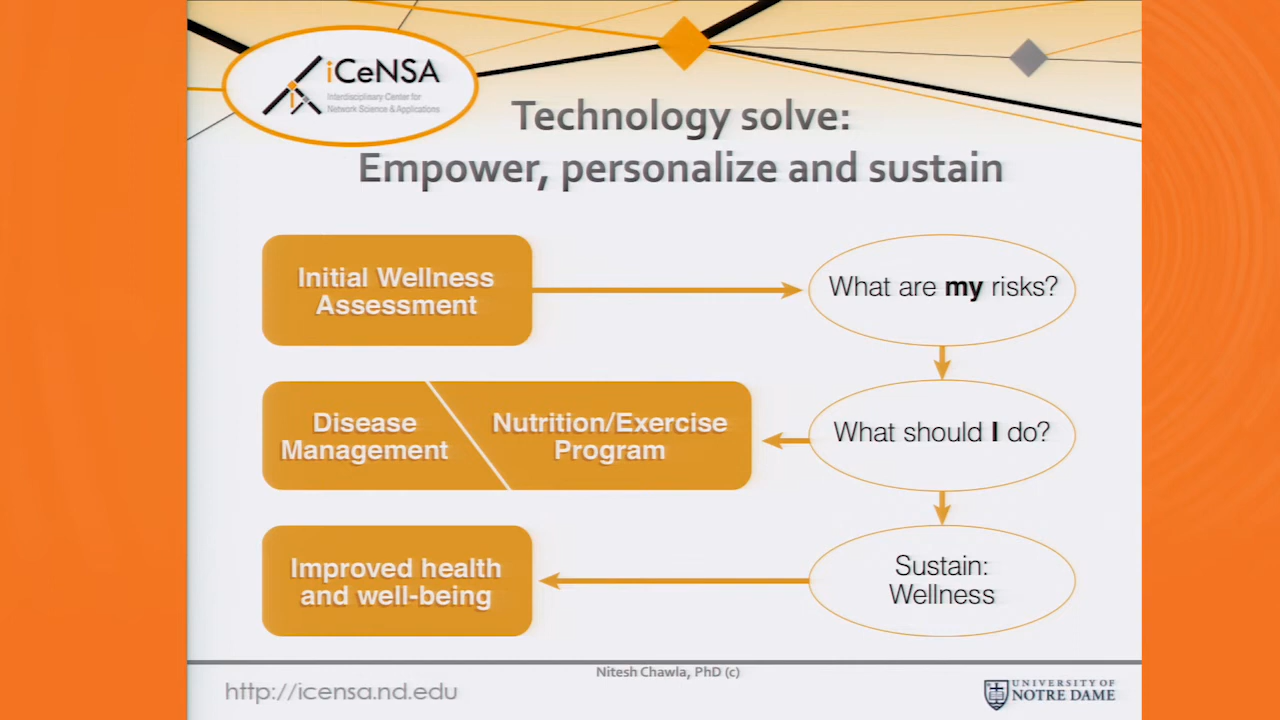 iCeNSA
Interdisciplinary Center for
Network Science & Applications
Technology solve:
Empower, personalize and sustain
Initial Wellness
Assessment
What are my risks?
Disease
Management
Nutrition/Exercise
Program
What should I do?
Improved health
and well-being
Sustain:
Wellness
Nitesh Chawla, PhD (c)
http://icensa.nd.edu
UNIVERSITY OF
NOTRE DAME